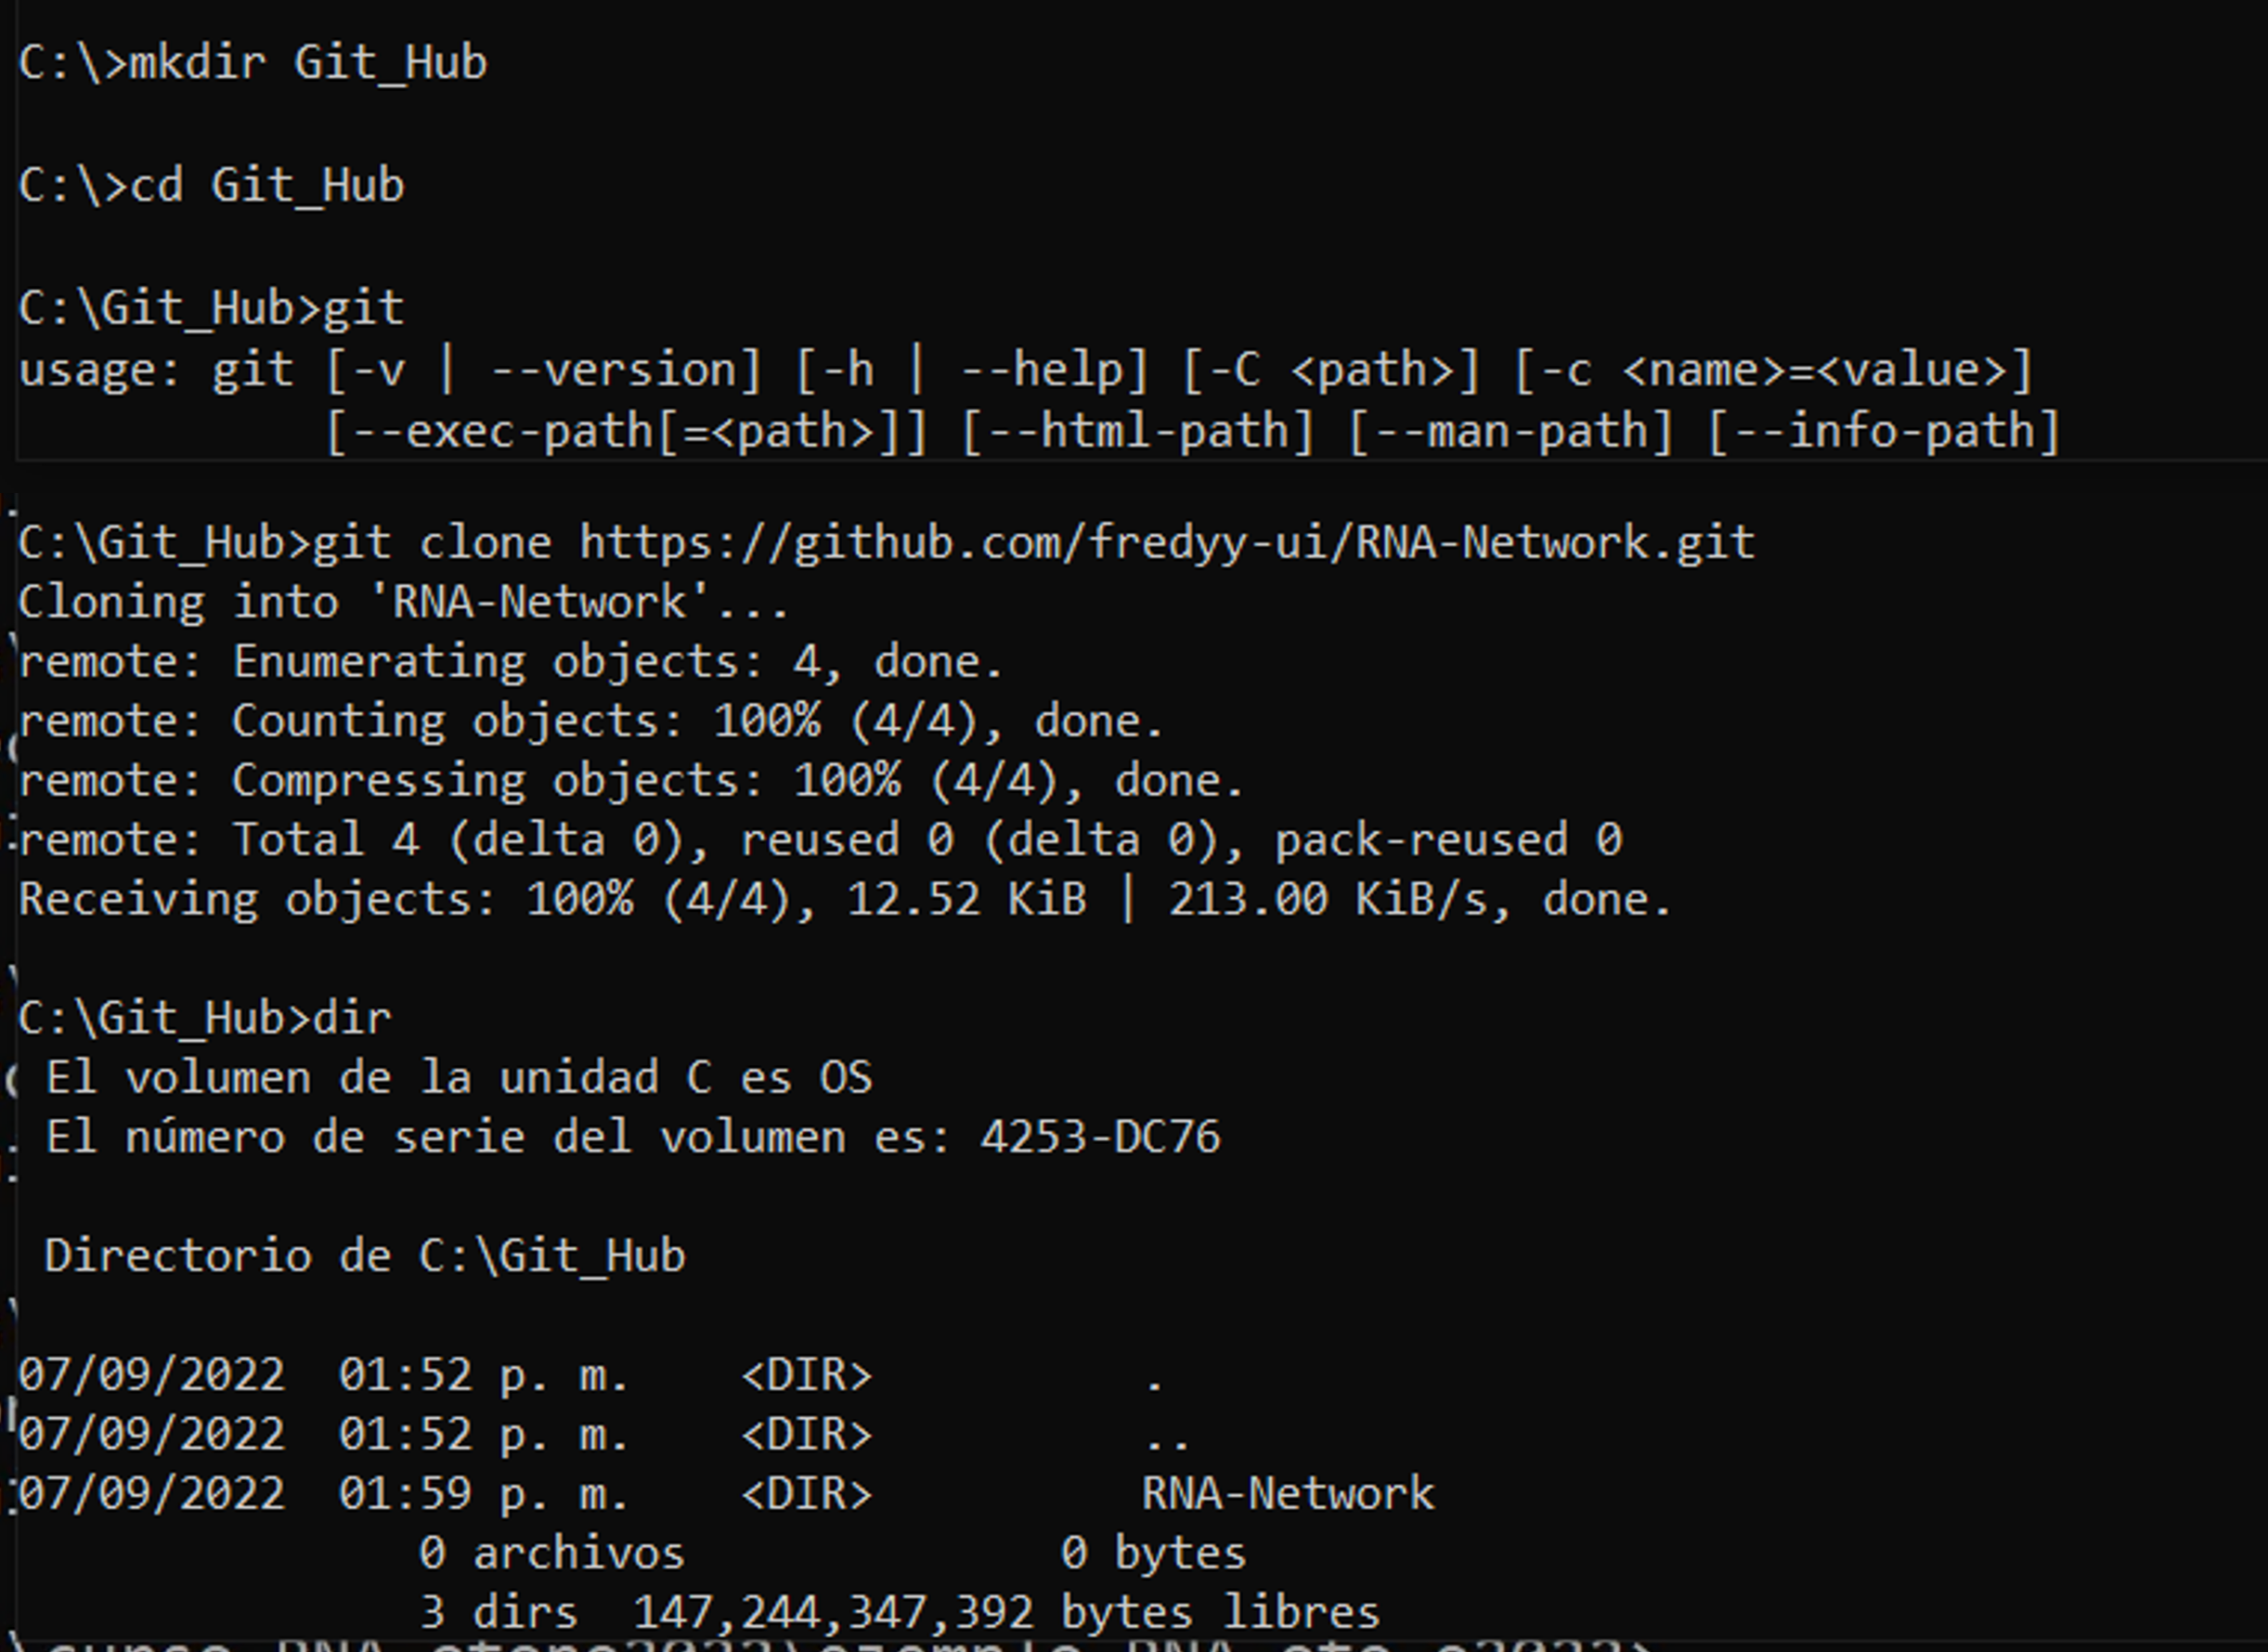 C:\>mkdir Git_Hub
C:\>cd Git_Hub
C:\Git_Hub>git
usage: git [-v | --version] [-h | --help] [-C <path>] [-c <name>=<value>]
[--exec-path[=<path>]] [--html-path] [--man-path] [--info-path]
C:\Git_Hub>git clone https://github.com/fredyy-ui/RNA-Network.git
Cloning into 'RNA-Network'...
remote: Enumerating objects: 4, done.
remote: Counting objects: 100% (4/4), done.
remote: Compressing objects: 100% (4/4), done.
remote: Total 4 (delta 0), reused 0 (delta 0), pack-reused 0
Receiving objects: 100% (4/4), 12.52 KiB | 213.00 KiB/s, done.
C:\Git_Hub>dir
El volumen de la unidad C es OS
El número de serie del volumen es: 4253-DC76
Directorio de C:\Git_Hub
07/09/2022 01:52 p. m. <DIR> .
07/09/2022 01:52 p. m. <DIR> ..
07/09/2022 01:59 p. m. <DIR> RNA-Network
0 archivos 0 bytes
3 dirs 147,244,347,392 bytes libres